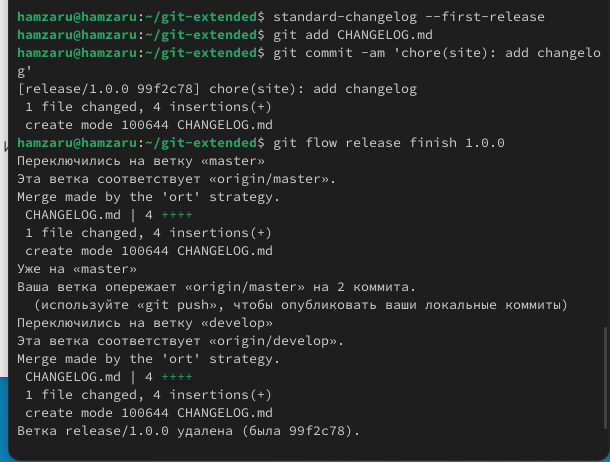 hamzaru@hamzaru:~/git-extended$ standard-changelog --first-release
hamzaru@hamzaru:~/git-extended$ git add CHANGELOG.md
hamzaru@hamzaru:~/git-extended$ git commit -am 'chore(site): add changelo
g'
[release/1.0.0 99f2c78] chore(site): add changelog
 1 file changed, 4 insertions(+)
 create mode 100644 CHANGELOG.md
hamzaru@hamzaru:~/git-extended$ git flow release finish 1.0.0
Переключились на ветку «master»
Эта ветка соответствует «origin/master».
Merge made by the 'ort' strategy.
 CHANGELOG.md | 4 ++++
 1 file changed, 4 insertions(+)
 create mode 100644 CHANGELOG.md
Уже на «master»
Ваша ветка опережает «origin/master» на 2 коммита.
  (используйте «git push», чтобы опубликовать ваши локальные коммиты)
Переключились на ветку «develop»
Эта ветка соответствует «origin/develop».
Merge made by the 'ort' strategy.
 CHANGELOG.md | 4 ++++
 1 file changed, 4 insertions(+)
 create mode 100644 CHANGELOG.md
Ветка release/1.0.0 удалена (была 99f2c78).